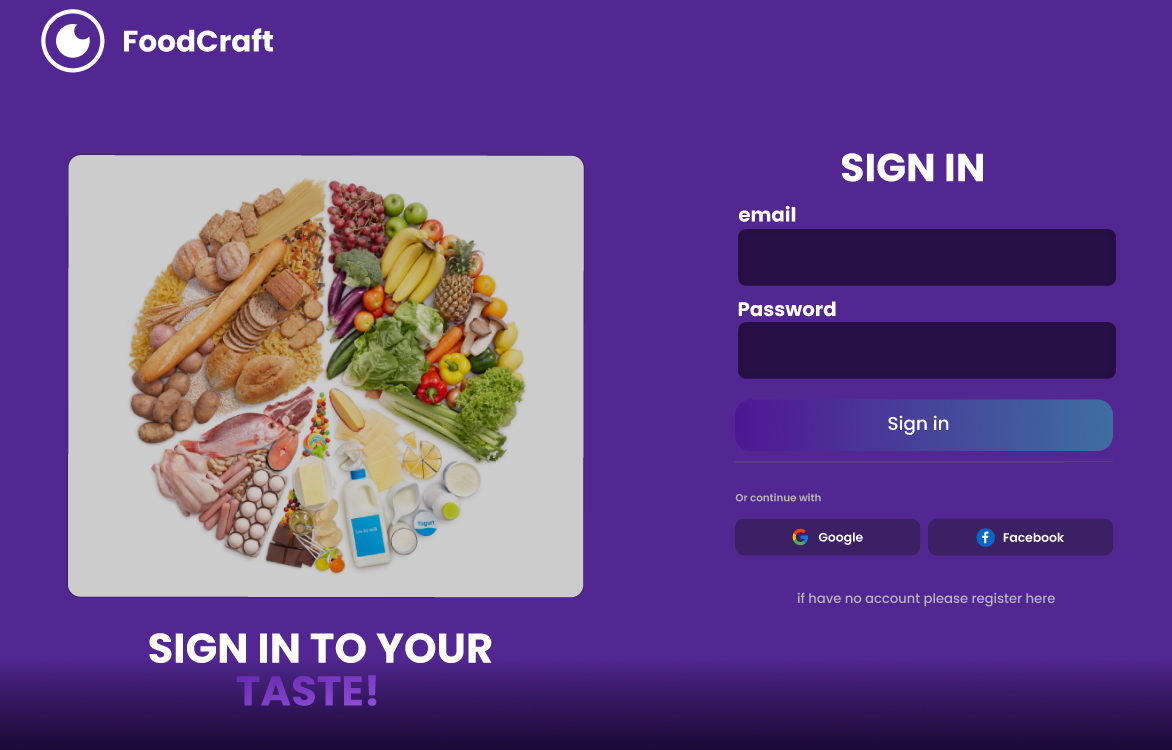 FoodCraft
SIGN IN
email
Password
Sign in
Or continue with
Google
Facebook
if have no account please register here
Yogurt
SIGN IN TO YOUR
TASTE!